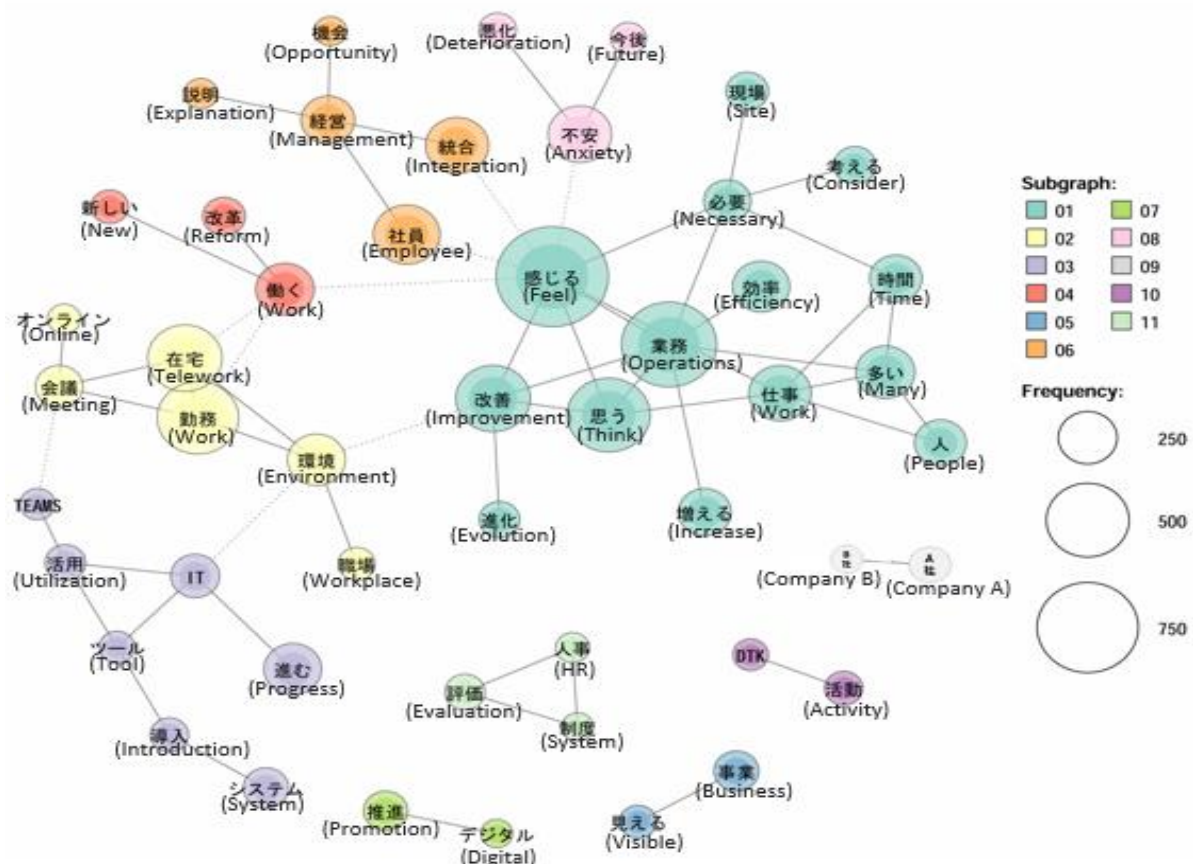 機会
(Opportunity)
悪化
(Deterioration)
今後
(Future)
説明
(Explanation)
経営
(Management)
統合
(Integration)
不安
(Anxiety)
現場
(Site)
考える
(Consider)
必要
(Necessary)
新しい
(New)
改革
(Reform)
社員
(Employee)
働く
(Work)
感じる
(Feel)
効率
(Efficiency)
時間
(Time)
オンライン
(Online)
在宅
(Telework)
業務
(Operations)
会議
(Meeting)
勤務
(Work)
改善
(Improvement)
思う
(Think)
仕事
(Work)
多い
(Many)
人
(People)
環境
(Environment)
TEAMS
進化
(Evolution)
増える
(Increase)
活用
(Utilization)
IT
職場
(Workplace)
B社
(Company B)
A社
(Company A)
ツール
(Tool)
進む
(Progress)
人事
(HR)
評価
(Evaluation)
制度
(System)
DTK
活動
(Activity)
導入
(Introduction)
システム
(System)
推進
(Promotion)
デジタル
(Digital)
事業
(Business)
見える
(Visible)
Subgraph:
01 07
02 08
03 09
04 10
05 11
06
Frequency:
250
500
750